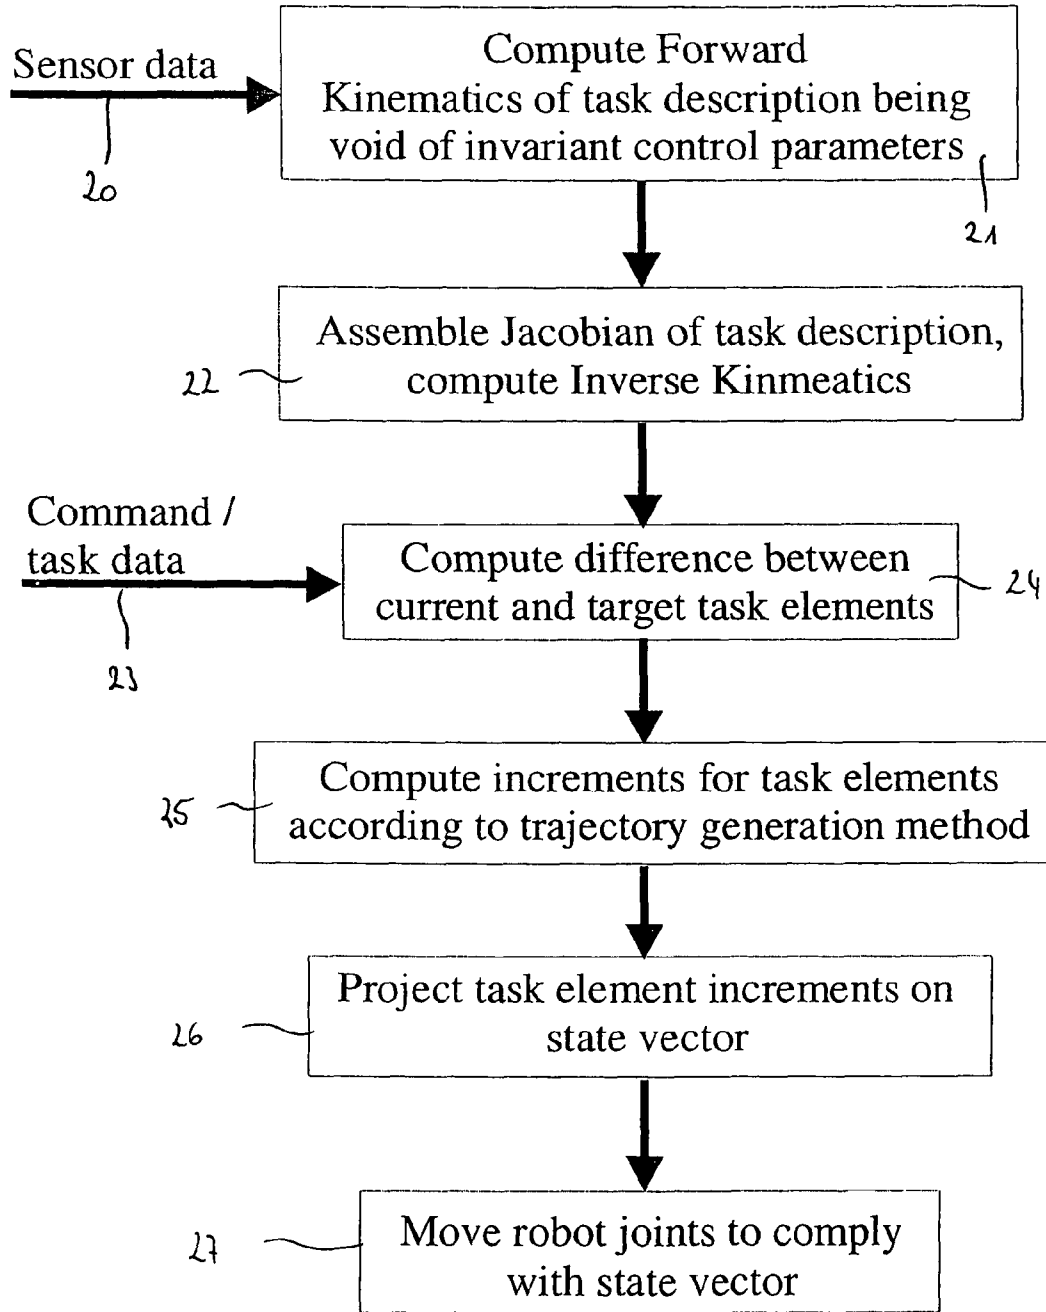 Sensor data
20
Compute Forward
Kinematics of task description being
void of invariant control parameters
21
Assemble Jacobian of task description,
compute Inverse Kinmeatics
22
Command /
task data
23
Compute difference between
current and target task elements
24
Compute increments for task elements
according to trajectory generation method
25
Project task element increments on
state vector
26
Move robot joints to comply
with state vector
27